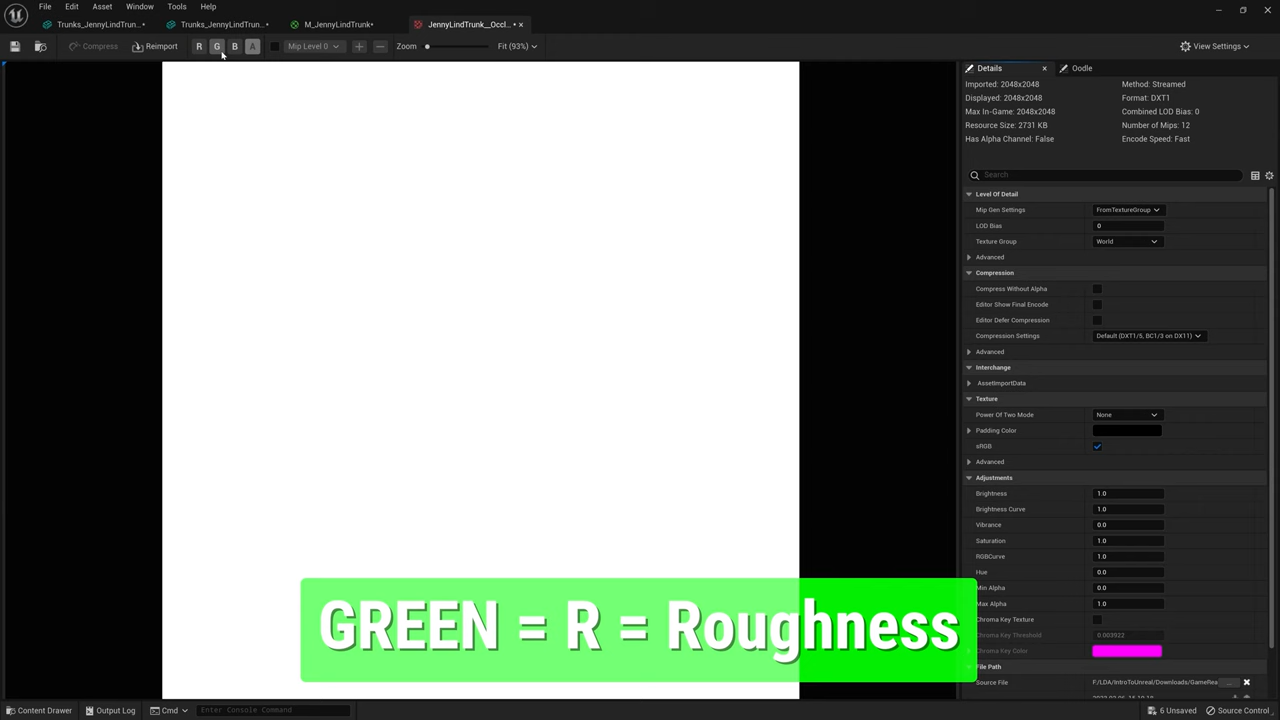 File Edit Asset Window Tools Help
Trunks_JennyLindTrun...* Trunks_JennyLindTrunk...* M_JennyLindTrunk* JennyLindTrunk__Occl...*
Compress Reimport R G B A Mip Level 0 Zoom Fit (93%) View Settings
Details Oodle
Imported: 2048x2048 Method: Streamed
Displayed: 2048x2048 Format: DXT1
Max In-Game: 2048x2048 Combined LOD Bias: 0
Resource Size: 2731 KB Number of Mips: 12
Has Alpha Channel: False Encode Speed: Fast
Search
Level Of Detail
Mip Gen Settings FromTextureGroup
LOD Bias 0
Texture Group World
Advanced
Compression
Compress Without Alpha
Editor Show Final Encode
Editor Defer Compression
Compression Settings Default (DXT1/5, BC1/3 on DX11)
Advanced
Interchange
AssetImportData
Texture
Power Of Two Mode None
Padding Color
sRGB
Advanced
Adjustments
Brightness 1.0
Brightness Curve 1.0
Vibrance 0.0
Saturation 1.0
RGBCurve 1.0
Hue 0.0
Min Alpha 0.0
Max Alpha 1.0
Chroma Key Texture
Chroma Key Threshold 0.003922
Chroma Key Color
File Path
Source File F:/LDA/IntroToUnreal/Downloads/GameRea ...
GREEN = R = Roughness
Content Drawer Output Log Cmd Enter Console Command 6 Unsaved Source Control